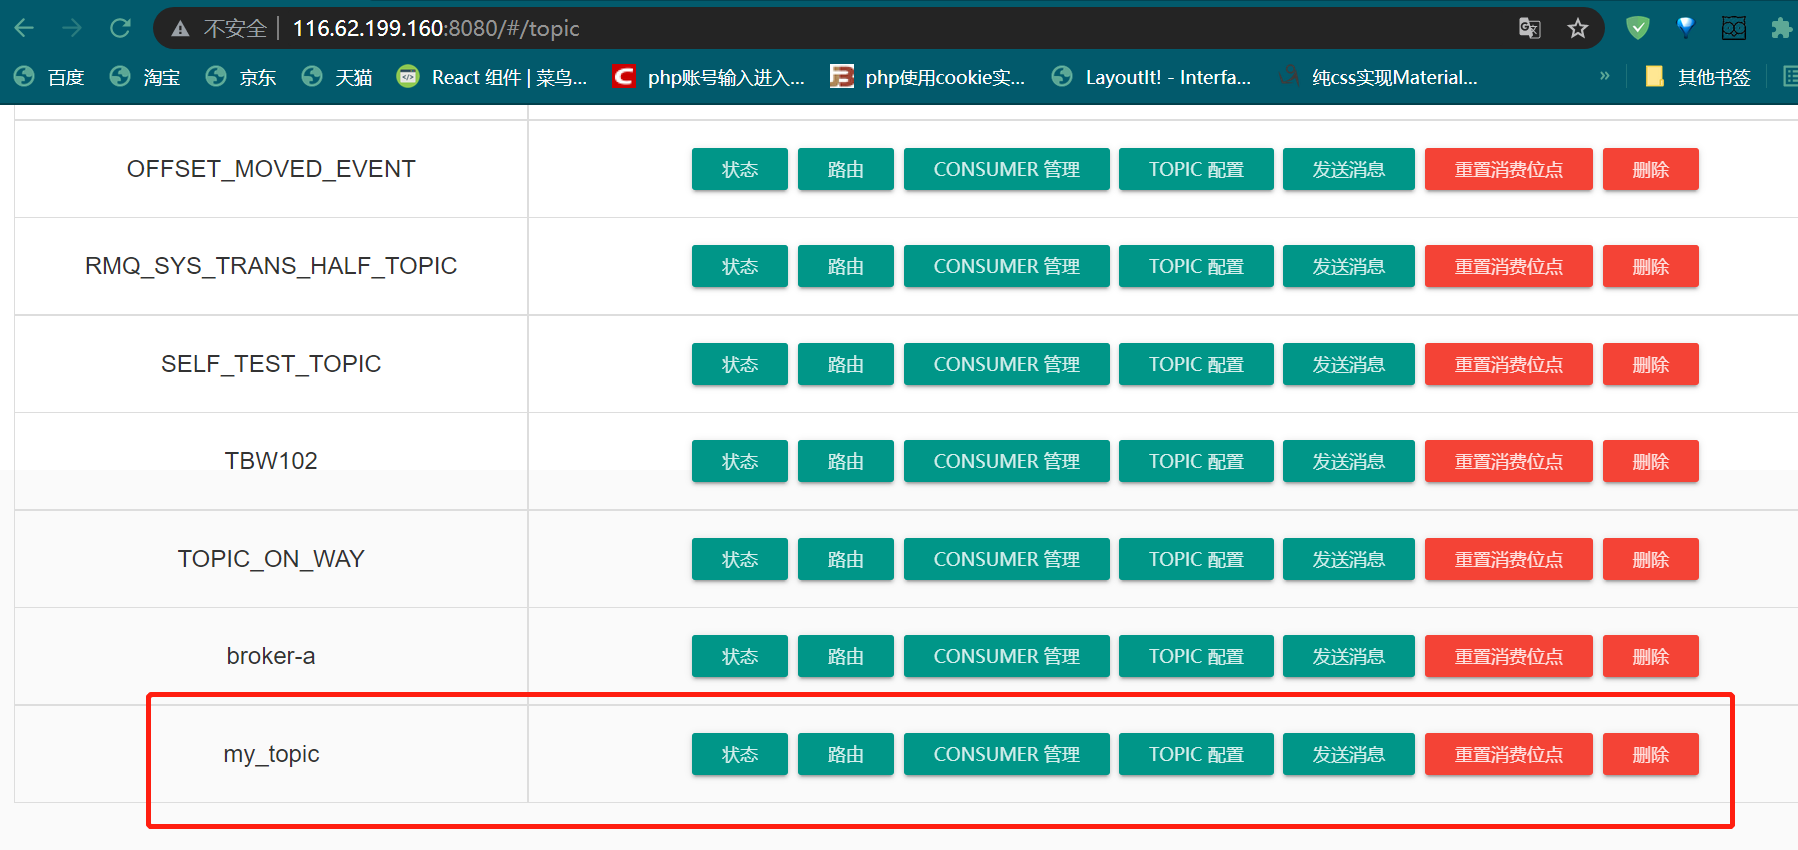 不安全 116.62.199.160:8080/#/topic
百度 淘宝 京东 天猫 React 组件 | 菜鸟... php账号输入进入... php使用cookie实... LayoutIt! - Interfa... 纯css实现Material... » 其他书签
OFFSET_MOVED_EVENT 状态 路由 CONSUMER 管理 TOPIC 配置 发送消息 重置消费位点 删除
RMQ_SYS_TRANS_HALF_TOPIC 状态 路由 CONSUMER 管理 TOPIC 配置 发送消息 重置消费位点 删除
SELF_TEST_TOPIC 状态 路由 CONSUMER 管理 TOPIC 配置 发送消息 重置消费位点 删除
TBW102 状态 路由 CONSUMER 管理 TOPIC 配置 发送消息 重置消费位点 删除
TOPIC_ON_WAY 状态 路由 CONSUMER 管理 TOPIC 配置 发送消息 重置消费位点 删除
broker-a 状态 路由 CONSUMER 管理 TOPIC 配置 发送消息 重置消费位点 删除
my_topic 状态 路由 CONSUMER 管理 TOPIC 配置 发送消息 重置消费位点 删除